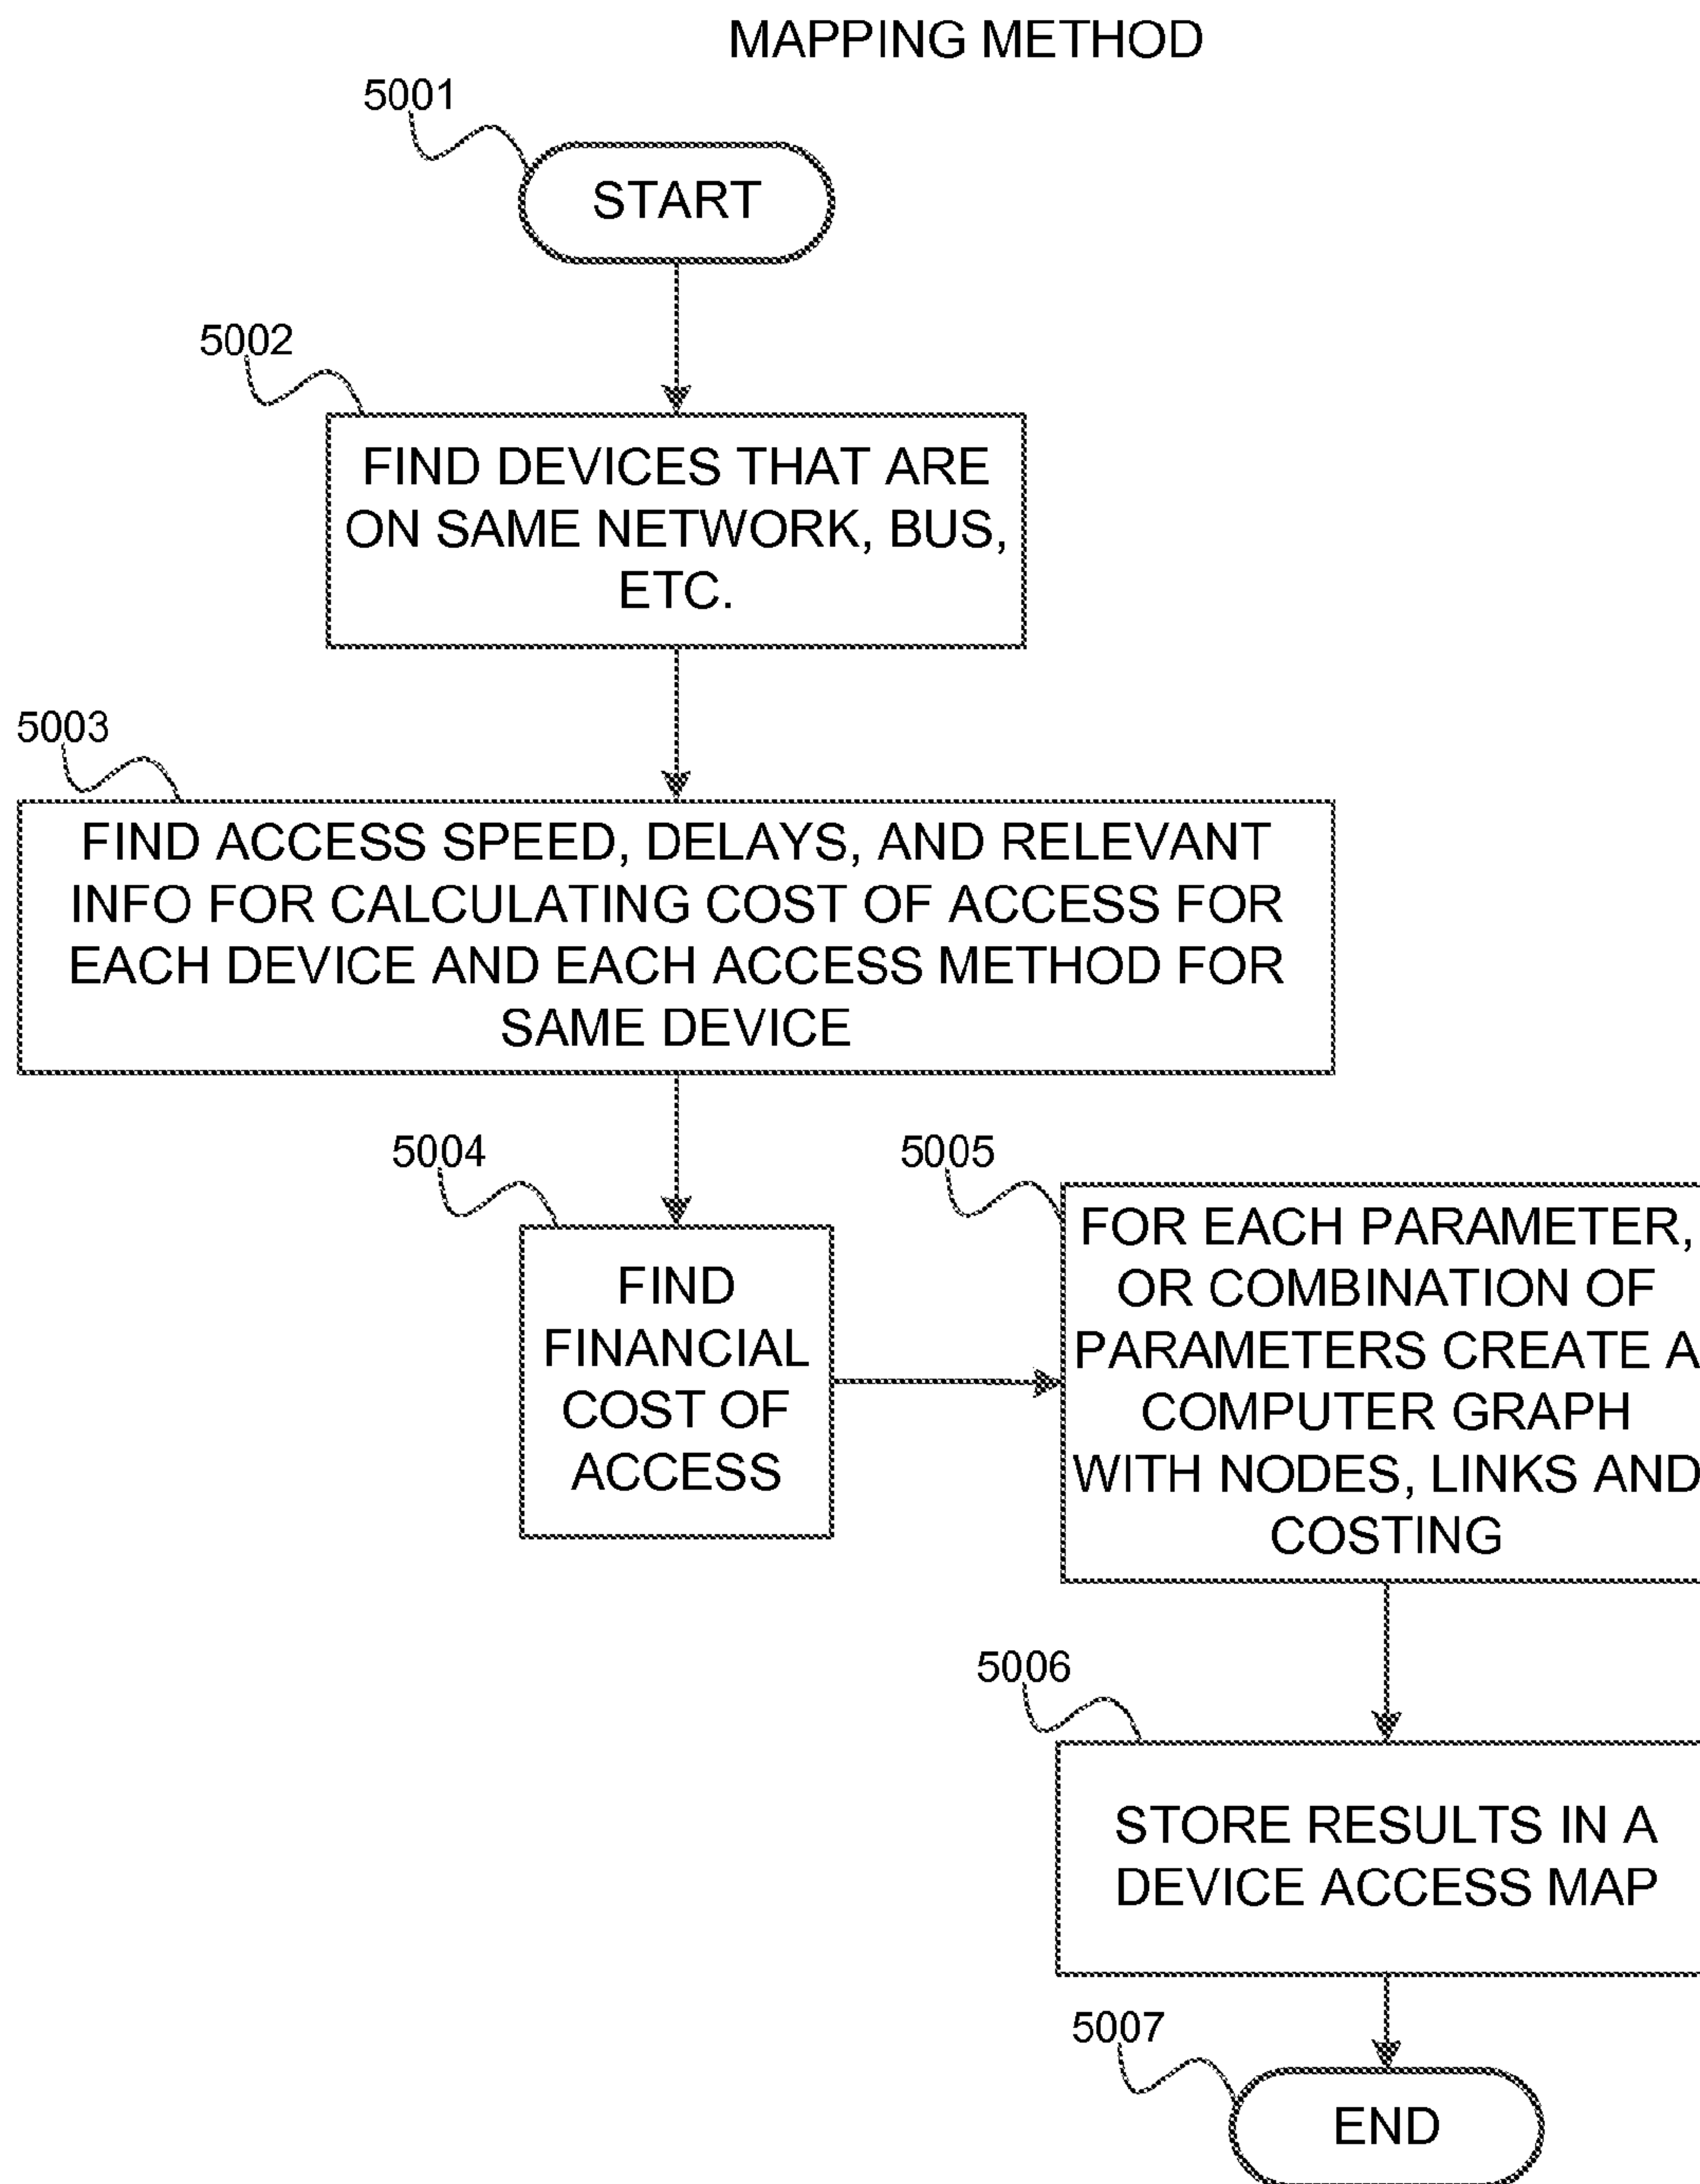 MAPPING METHOD
5001
START
5002
FIND DEVICES THAT ARE
ON SAME NETWORK, BUS,
ETC.
5003
FIND ACCESS SPEED, DELAYS, AND RELEVANT
INFO FOR CALCULATING COST OF ACCESS FOR
EACH DEVICE AND EACH ACCESS METHOD FOR
SAME DEVICE
5004
FIND
FINANCIAL
COST OF
ACCESS
5005
FOR EACH PARAMETER,
OR COMBINATION OF
PARAMETERS CREATE A
COMPUTER GRAPH
WITH NODES, LINKS AND
COSTING
5006
STORE RESULTS IN A
DEVICE ACCESS MAP
5007
END